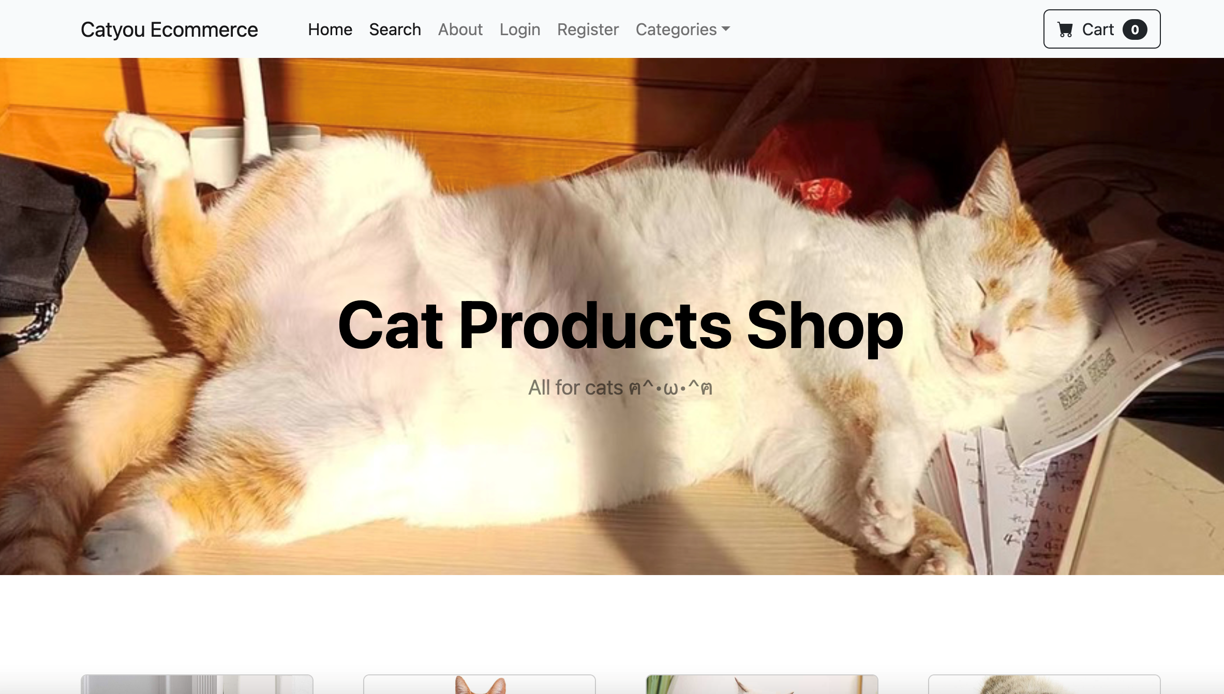 Catyou Ecommerce Home Search About Login Register Categories Cart 0
Cat Products Shop
All for cats ฅ^•ω•^ฅ